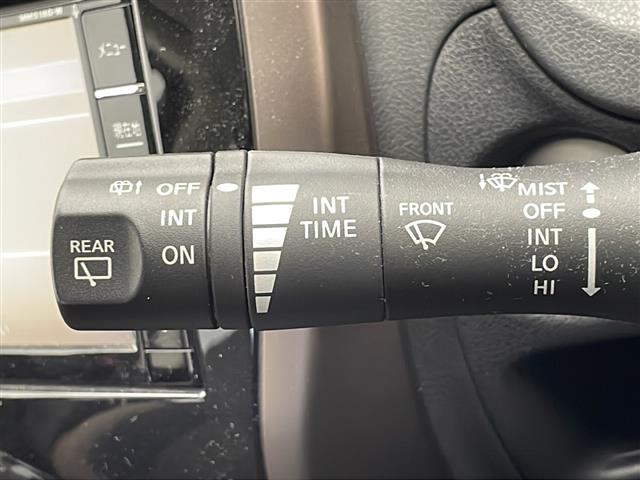 メニュー
現在地
REAR
OFF
INT
ON
INT
TIME
FRONT
MIST
OFF
INT
LO
HI